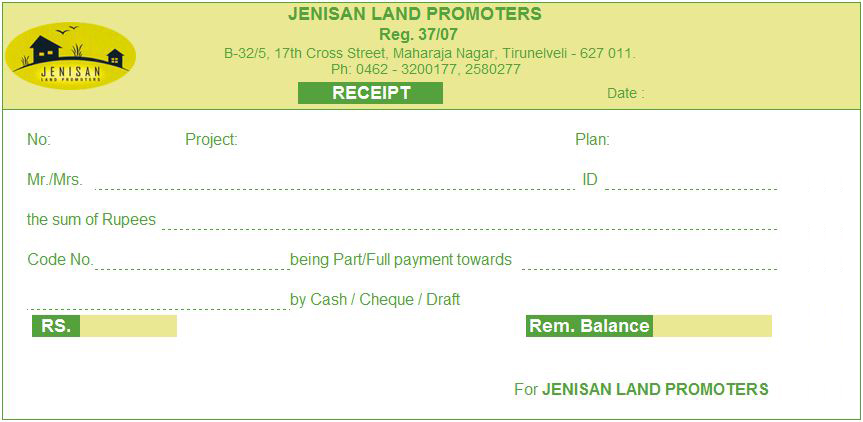 JENISAN LAND PROMOTERS
Reg. 37/07
B-32/5, 17th Cross Street, Maharaja Nagar, Tirunelveli - 627 011.
Ph: 0462 - 3200177, 2580277
JENISAN
LAND PROMOTERS
RECEIPT Date :
No: Project: Plan:
Mr./Mrs. ID
the sum of Rupees
Code No. being Part/Full payment towards
by Cash / Cheque / Draft
RS. Rem. Balance
For JENISAN LAND PROMOTERS